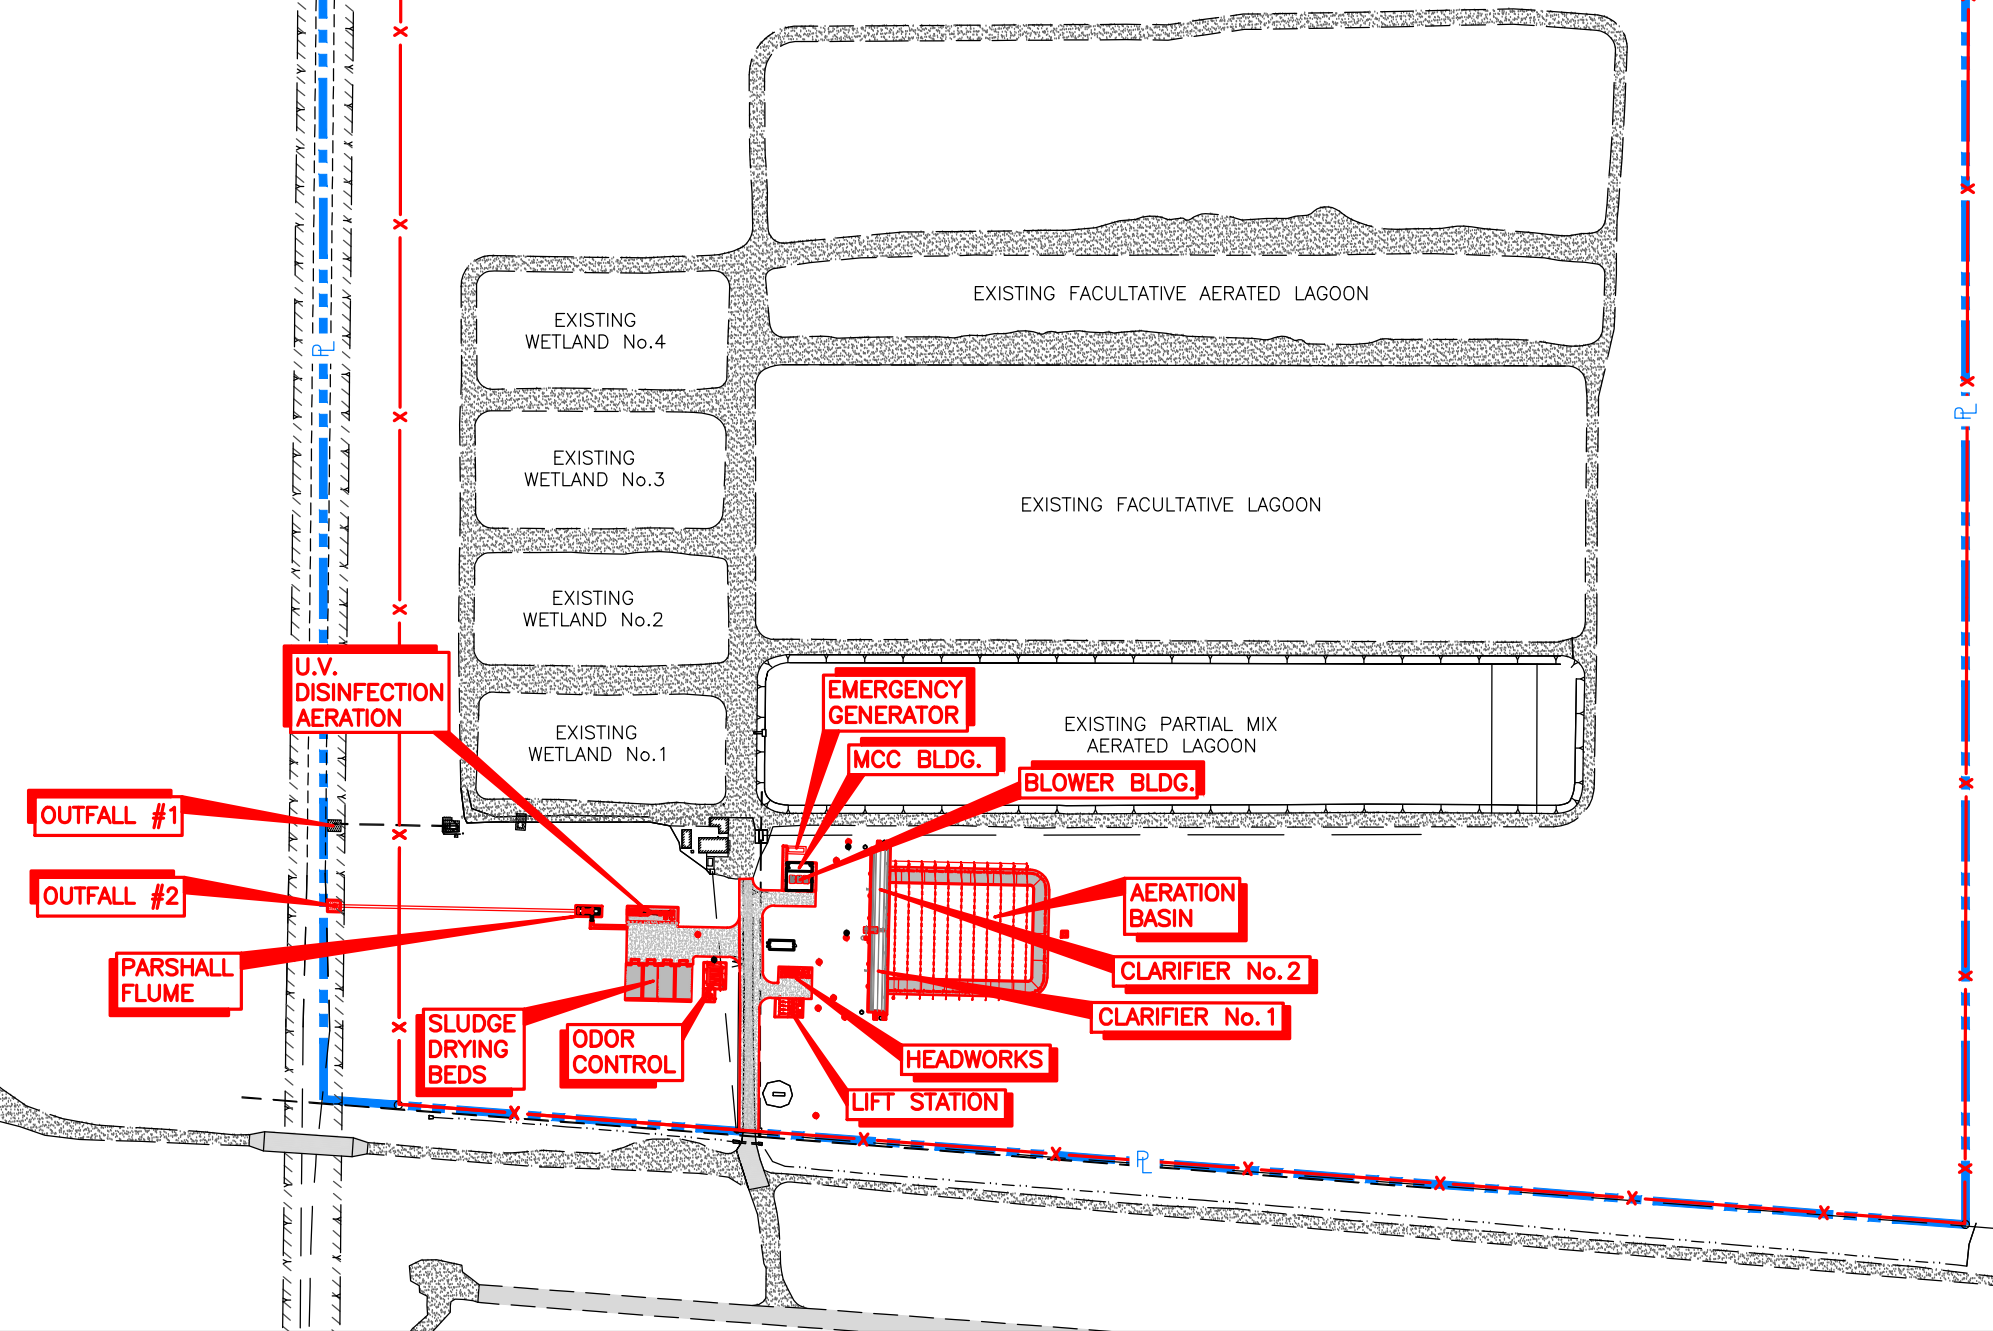 EXISTING FACULTATIVE AERATED LAGOON
EXISTING
WETLAND No.4
PL
PL
EXISTING
WETLAND No.3
EXISTING FACULTATIVE LAGOON
EXISTING
WETLAND No.2
U.V.
DISINFECTION
AERATION
EMERGENCY
GENERATOR
EXISTING PARTIAL MIX
AERATED LAGOON
EXISTING
WETLAND No.1
MCC BLDG.
BLOWER BLDG.
OUTFALL #1
OUTFALL #2
AERATION
BASIN
PARSHALL
FLUME
CLARIFIER No.2
CLARIFIER No.1
SLUDGE
DRYING
BEDS
ODOR
CONTROL
HEADWORKS
LIFT STATION
PL